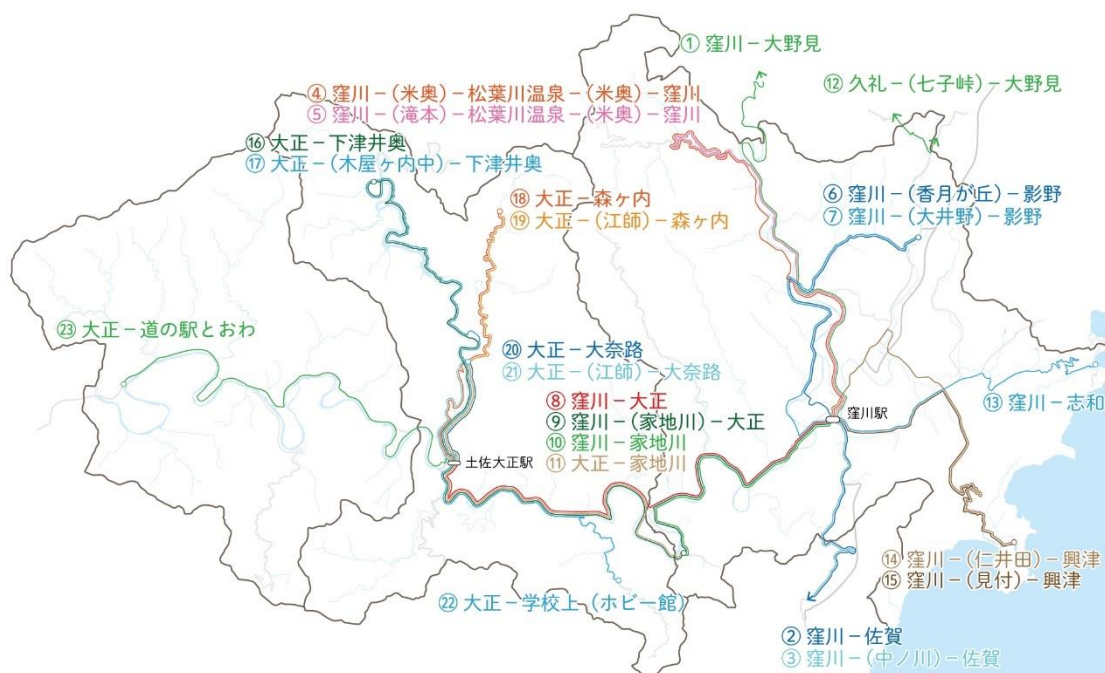 ① 窪川－大野見
⑫ 久礼－(七子峠)－大野見
④ 窪川－(米奥)－松葉川温泉－(米奥)－窪川
⑤ 窪川－(滝本)－松葉川温泉－(米奥)－窪川
⑯ 大正－下津井奥
⑰ 大正－(木屋ヶ内中)－下津井奥
⑱ 大正－森ヶ内
⑲ 大正－(江師)－森ヶ内
⑥ 窪川－(香月が丘)－影野
⑦ 窪川－(大井野)－影野
㉓ 大正－道の駅とおわ
⑳ 大正－大奈路
㉑ 大正－(江師)－大奈路
⑧ 窪川－大正
⑨ 窪川－(家地川)－大正
⑩ 窪川－家地川
⑪ 大正－家地川
窪川駅
⑬ 窪川－志和
土佐大正駅
⑭ 窪川－(仁井田)－興津
⑮ 窪川－(見付)－興津
㉒ 大正－学校上(ホビー館)
② 窪川－佐賀
③ 窪川－(中ノ川)－佐賀